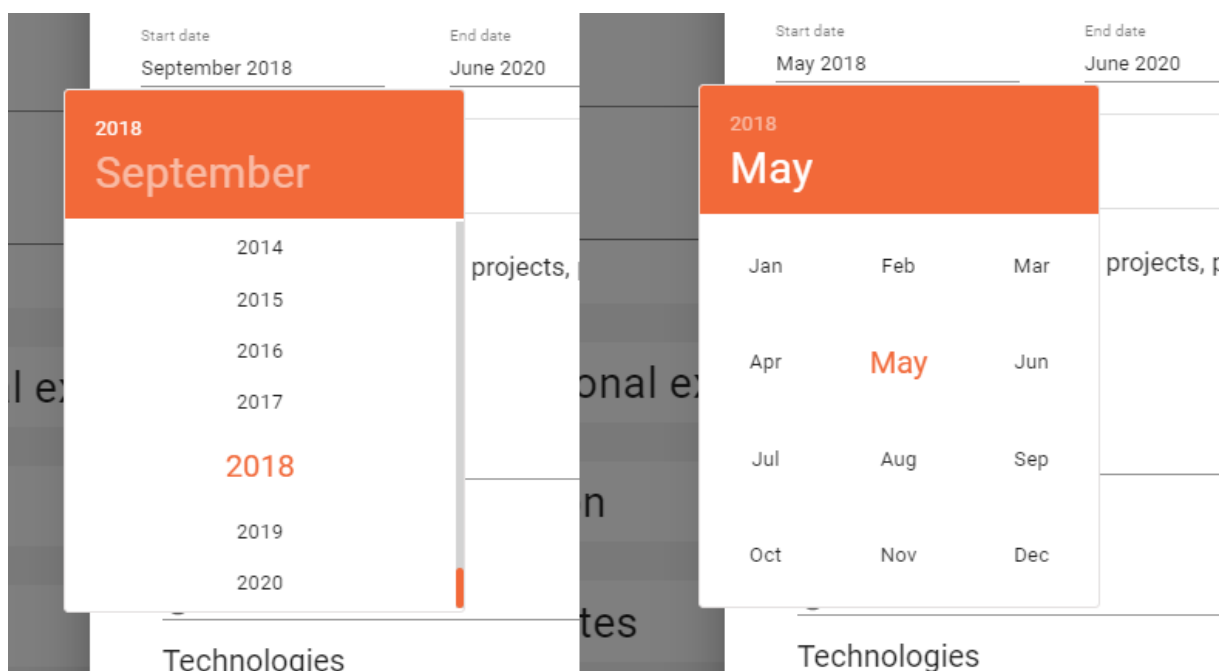 Start date
End date
September 2018
June 2020
2018
September
2014
2015
2016
2017
2018
2019
2020
projects,
Technologies
Start date
End date
May 2018
June 2020
2018
May
Jan Feb Mar
Apr May Jun
Jul Aug Sep
Oct Nov Dec
projects, p
onal ex
Technologies